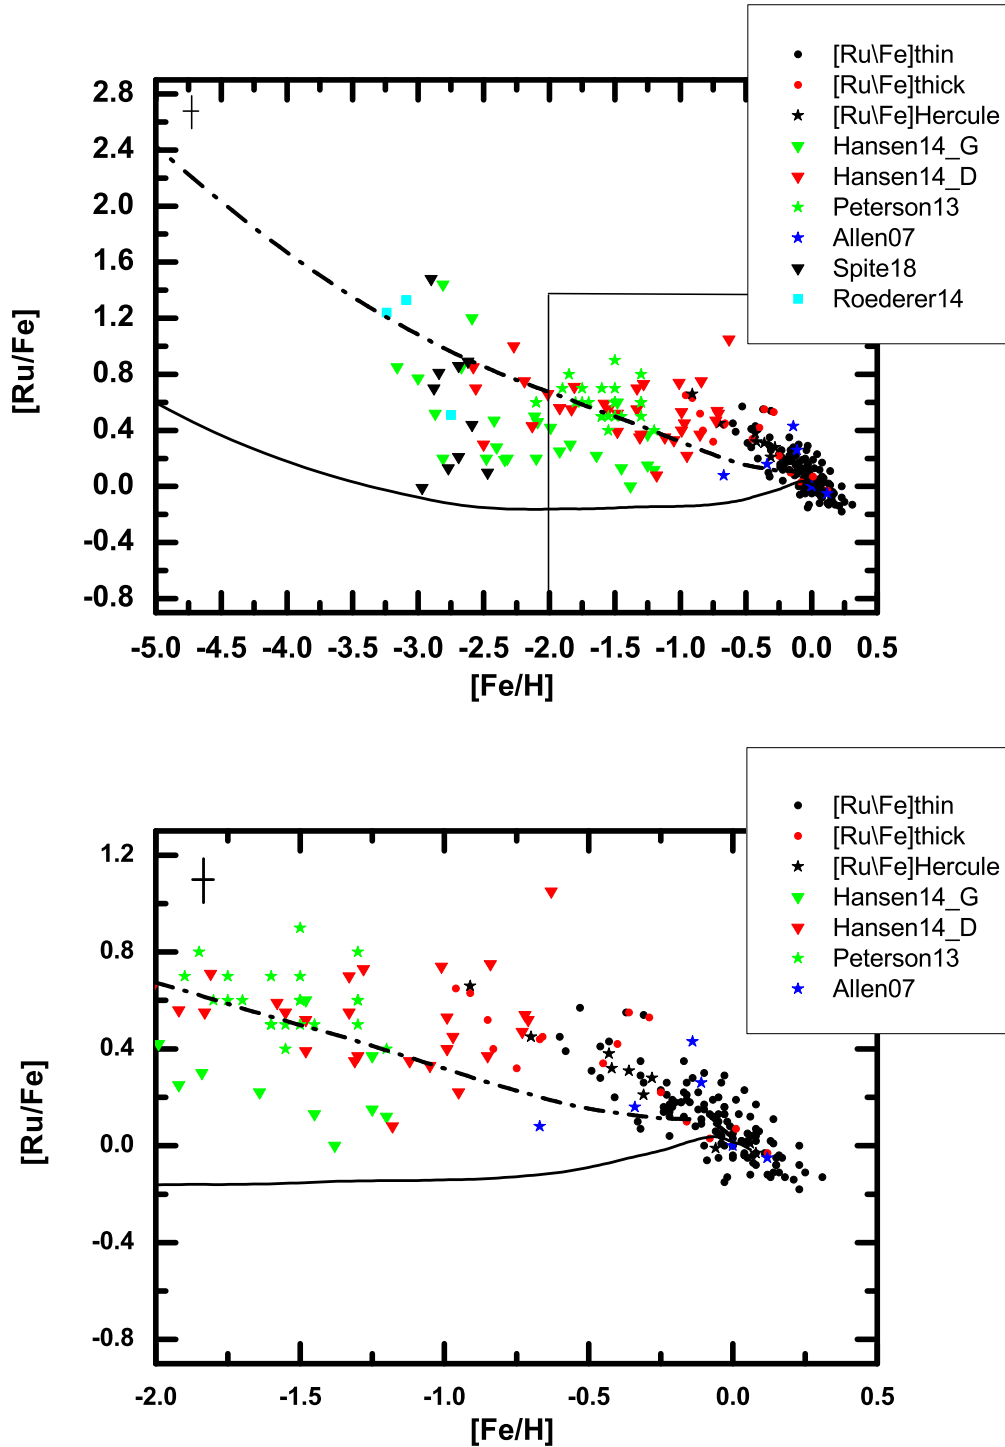 [Ru\Fe]thin
[Ru\Fe]thick
[Ru\Fe]Hercule
Hansen14_G
Hansen14_D
Peterson13
Allen07
Spite18
Roederer14
2.8
2.4
2.0
1.6
1.2
0.8
0.4
0.0
-0.4
-0.8
[Ru/Fe]
-5.0 -4.5 -4.0 -3.5 -3.0 -2.5 -2.0 -1.5 -1.0 -0.5 0.0 0.5
[Fe/H]
[Ru\Fe]thin
[Ru\Fe]thick
[Ru\Fe]Hercule
Hansen14_G
Hansen14_D
Peterson13
Allen07
1.2
0.8
0.4
0.0
-0.4
-0.8
[Ru/Fe]
-2.0 -1.5 -1.0 -0.5 0.0 0.5
[Fe/H]